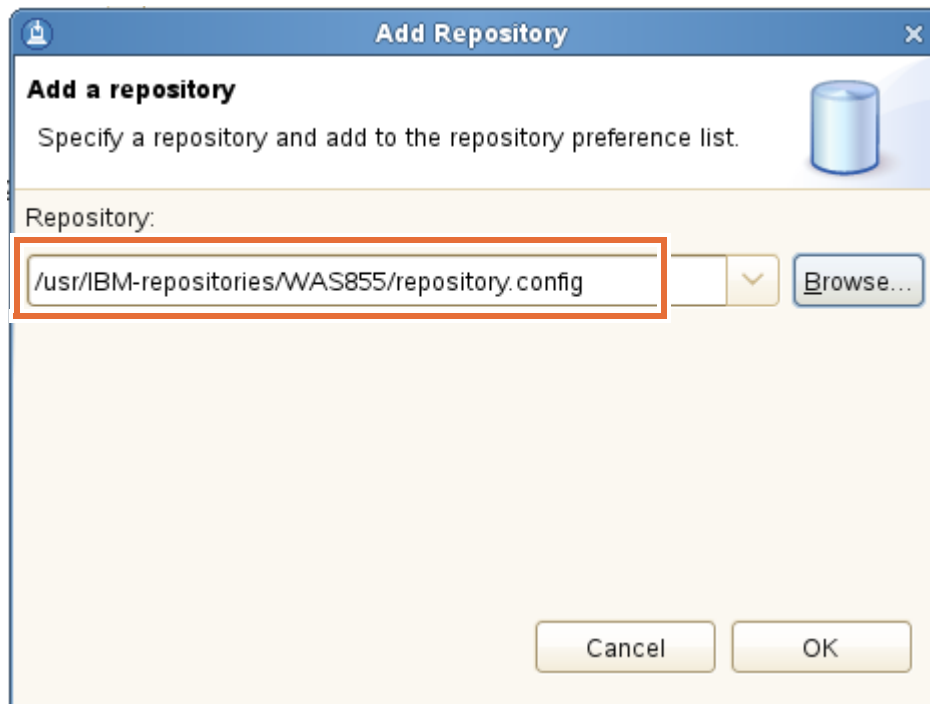 Add Repository
Add a repository
Specify a repository and add to the repository preference list.
Repository:
/usr/IBM-repositories/WAS855/repository.config
Browse...
Cancel
OK